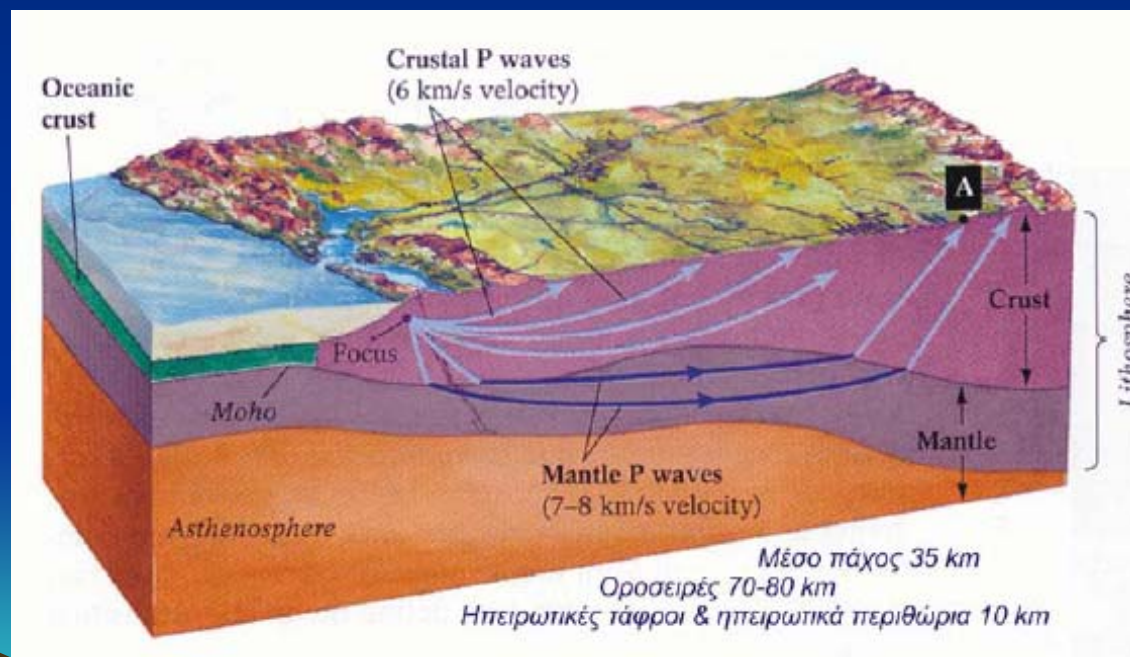 Crustal P waves
(6 km/s velocity)
Oceanic
crust
A
Crust
Lithosphere
Focus
Moho
Mantle
Mantle P waves
(7–8 km/s velocity)
Asthenosphere
Μέσο πάχος 35 km
Οροσειρές 70-80 km
Ηπειρωτικές τάφροι & ηπειρωτικά περιθώρια 10 km